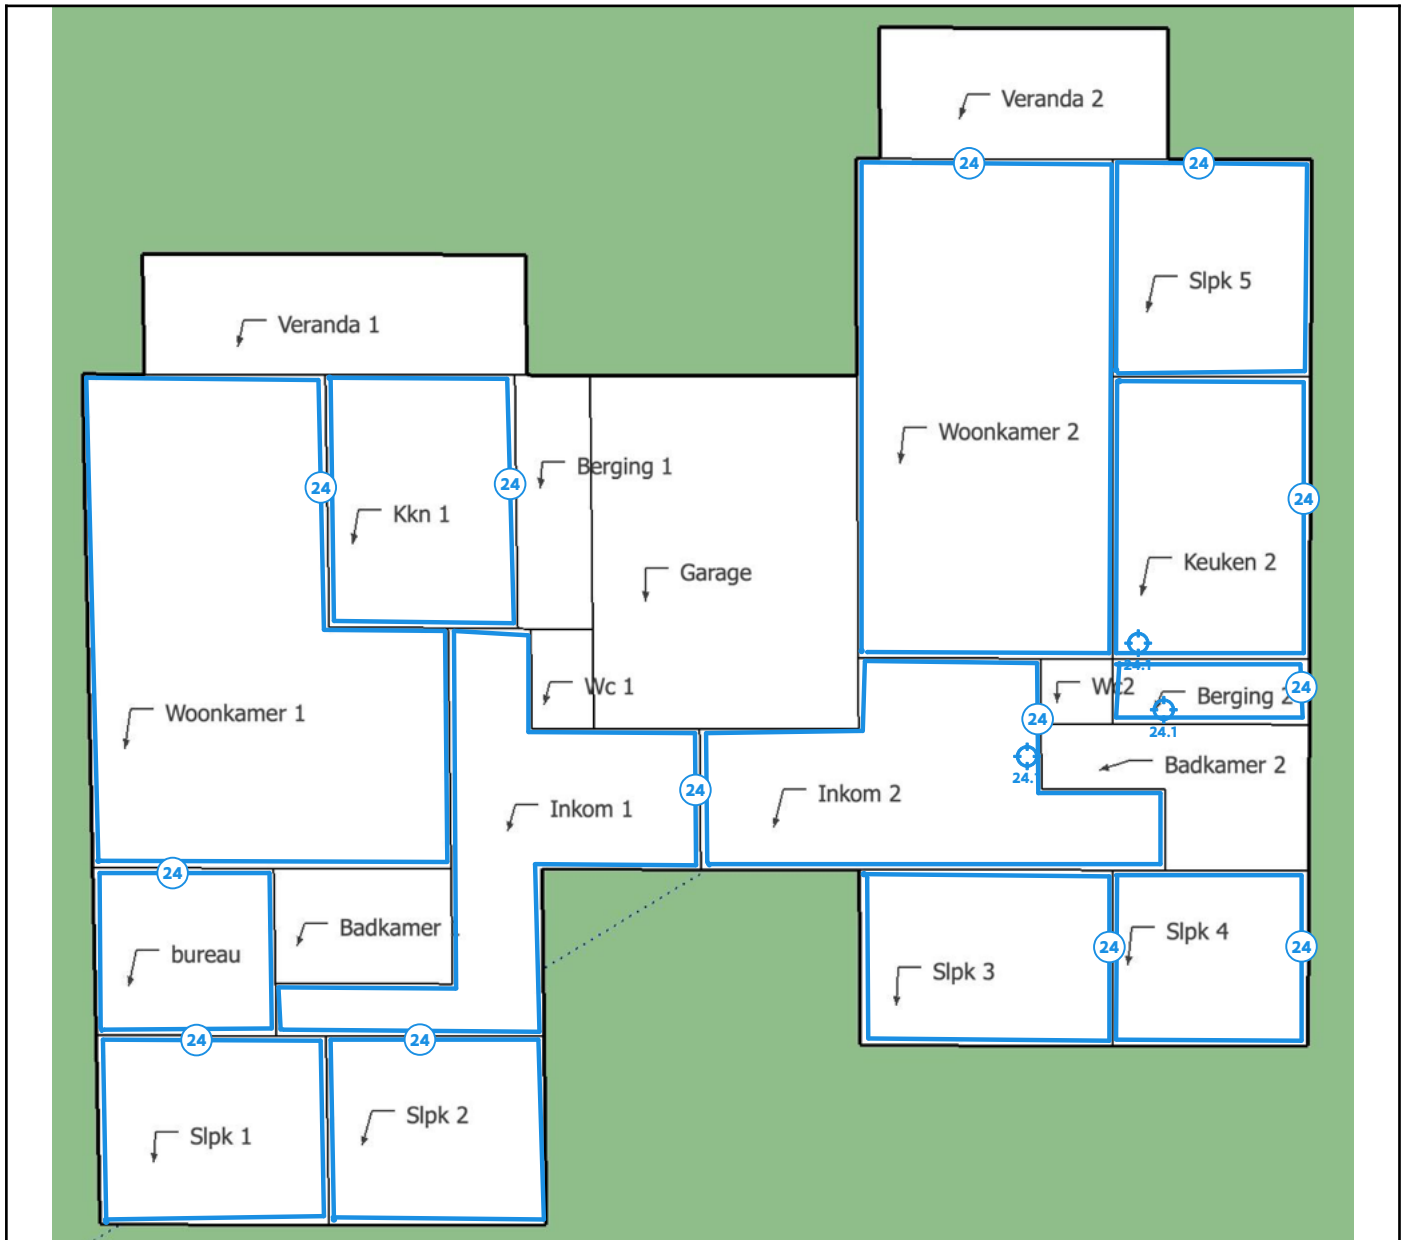 Veranda 2
24
24
Slpk 5
Veranda 1
Woonkamer 2
Berging 1
24
24
24
Kkn 1
Keuken 2
Garage
24.1
Wc 1
Wc2
24
Berging 2
Woonkamer 1
24
24.1
Badkamer 2
24.1
24
Inkom 2
Inkom 1
24
Badkamer
Slpk 4
24
24
bureau
Slpk 3
24
24
Slpk 2
Slpk 1